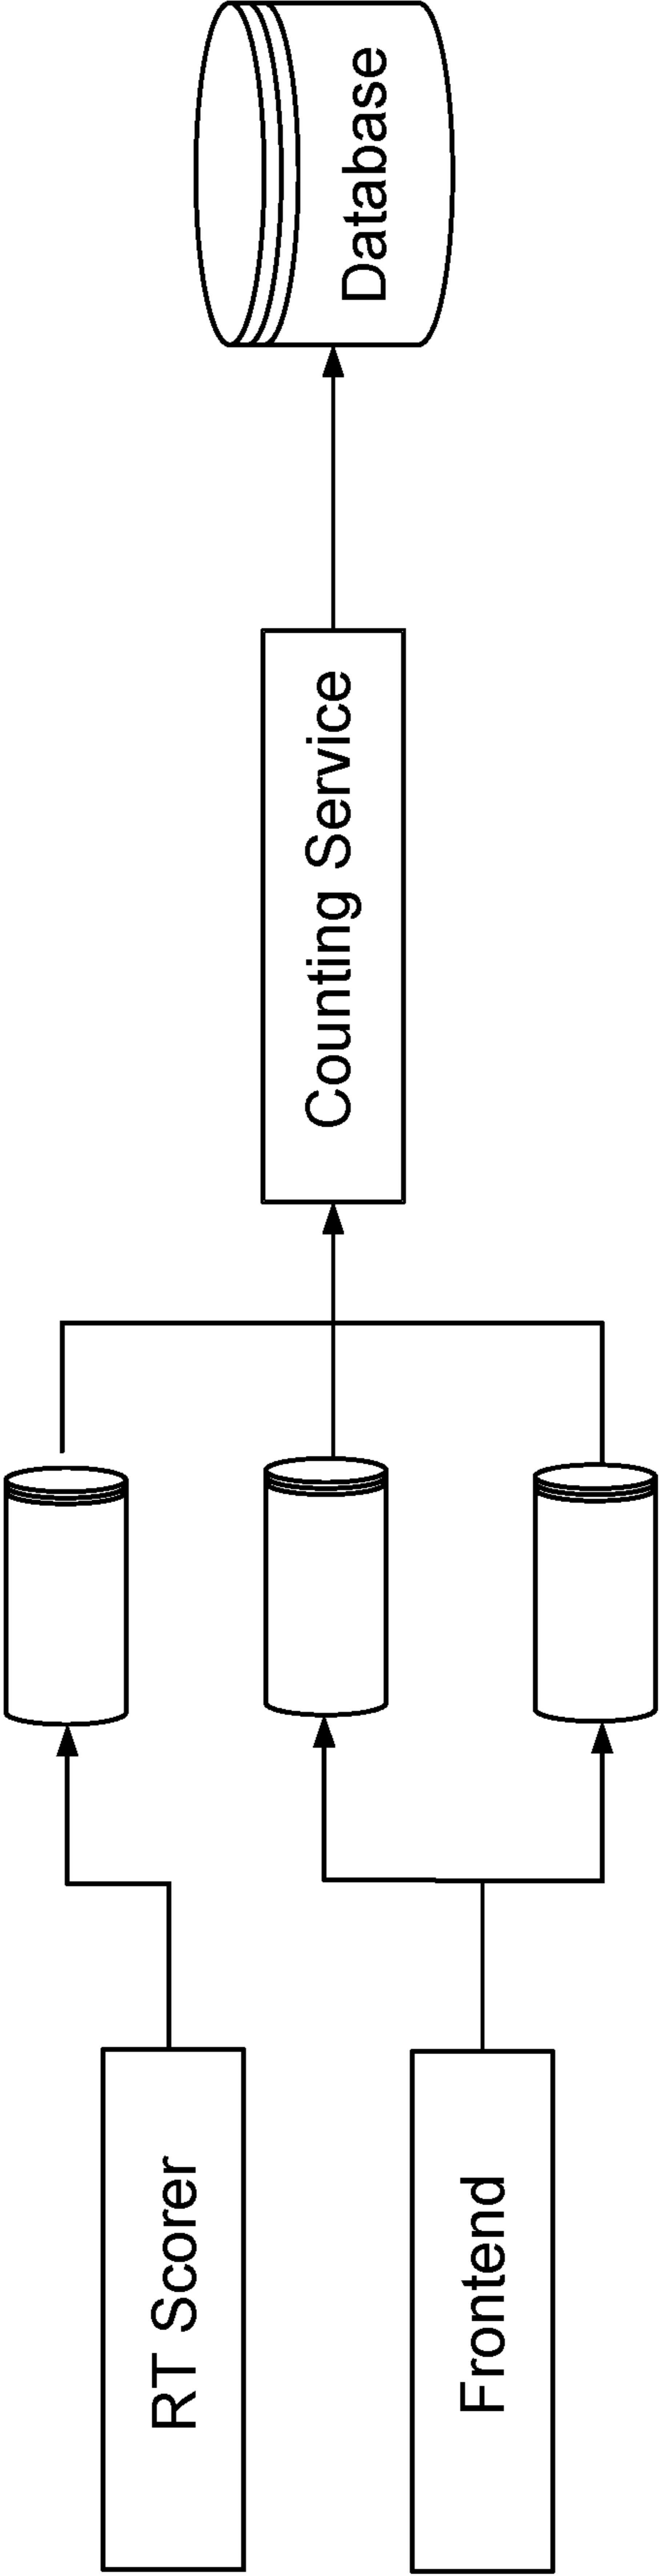 RT Scorer
Frontend
Counting Service
Database